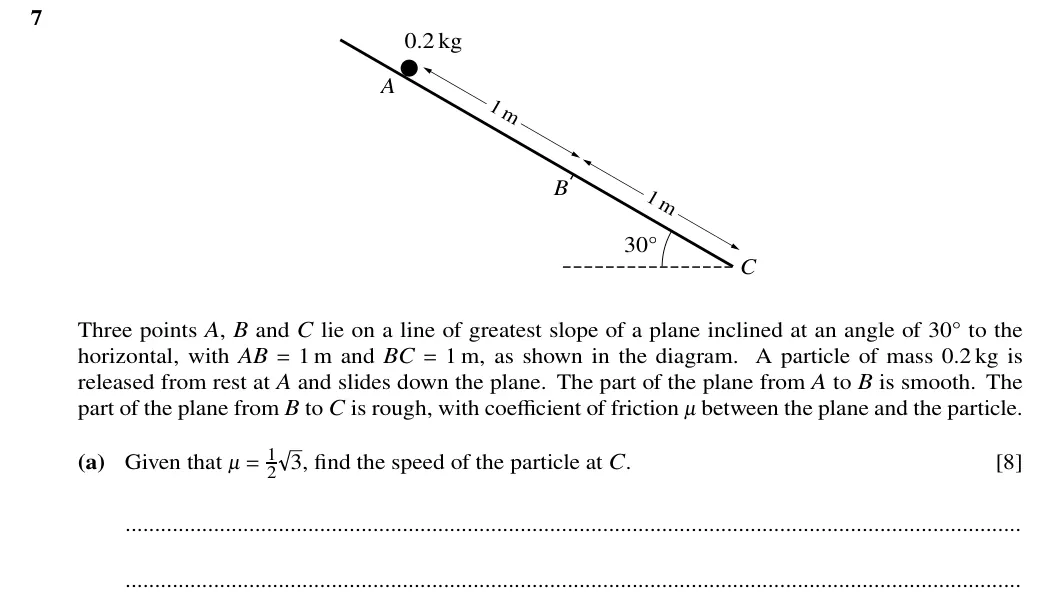 7
0.2 kg
A
1 m
B
1 m
30°
C
Three points A, B and C lie on a line of greatest slope of a plane inclined at an angle of 30° to the
horizontal, with AB = 1 m and BC = 1 m, as shown in the diagram. A particle of mass 0.2 kg is
released from rest at A and slides down the plane. The part of the plane from A to B is smooth. The
part of the plane from B to C is rough, with coefficient of friction μ between the plane and the particle.
(a) Given that μ = ½√3, find the speed of the particle at C. [8]